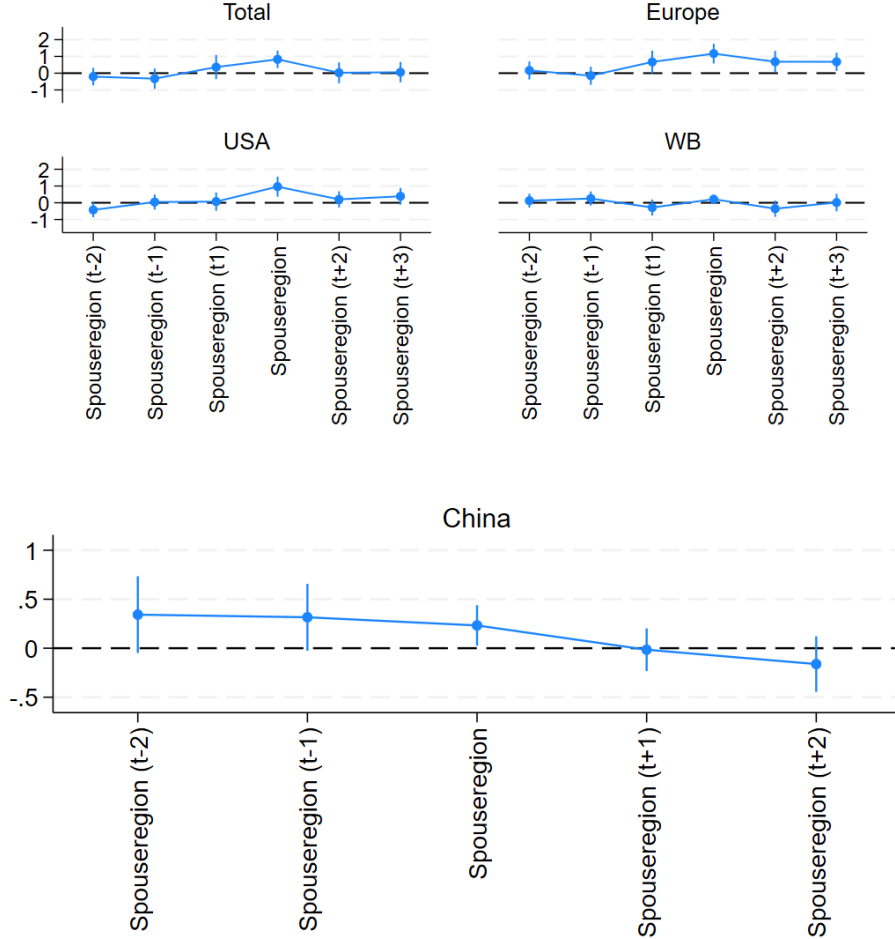 Total
2
1
0
-1
Europe
USA
2
1
0
-1
Spouseregion (t-2)
Spouseregion (t-1)
Spouseregion (t1)
Spouseregion
Spouseregion (t+2)
Spouseregion (t+3)
WB
Spouseregion (t-2)
Spouseregion (t-1)
Spouseregion (t1)
Spouseregion
Spouseregion (t+2)
Spouseregion (t+3)
China
1
.5
0
-.5
Spouseregion (t-2)
Spouseregion (t-1)
Spouseregion
Spouseregion (t+1)
Spouseregion (t+2)